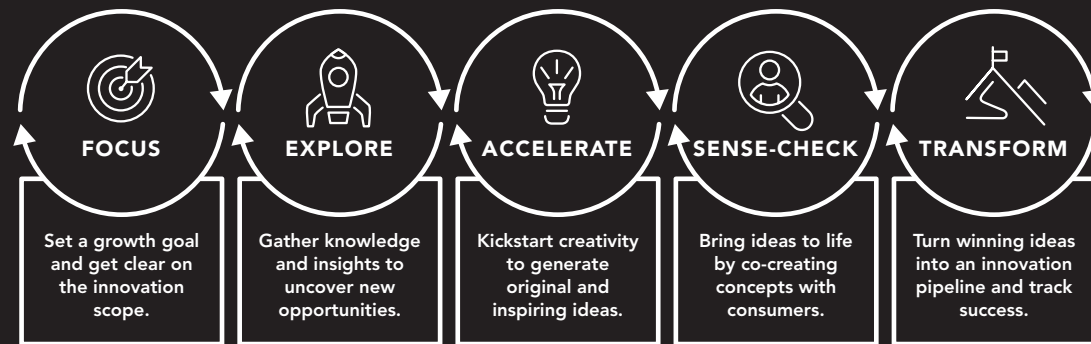 FOCUS
Set a growth goal
and get clear on
the innovation
scope.
EXPLORE
Gather knowledge
and insights to
uncover new
opportunities.
ACCELERATE
Kickstart creativity
to generate
original and
inspiring ideas.
SENSE-CHECK
Bring ideas to life
by co-creating
concepts with
consumers.
TRANSFORM
Turn winning ideas
into an innovation
pipeline and track
success.